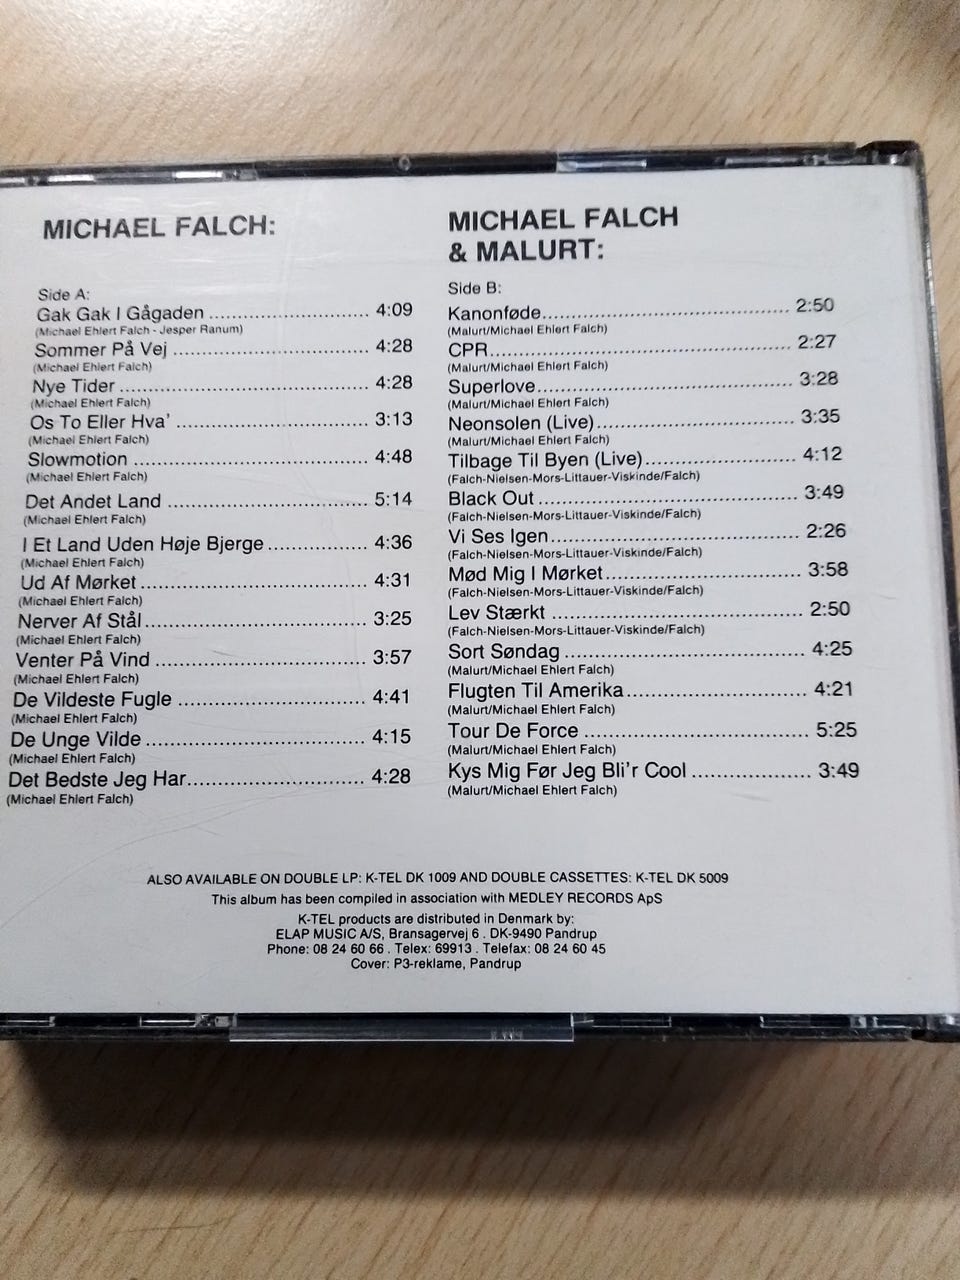 MICHAEL FALCH:
Side A:
Gak Gak I Gågaden ........................... 4:09
(Michael Ehlert Falch - Jesper Ranum)
Sommer På Vej ................................ 4:28
(Michael Ehlert Falch)
Nye Tider ......................................... 4:28
(Michael Ehlert Falch)
Os To Eller Hva' ................................ 3:13
(Michael Ehlert Falch)
Slowmotion ...................................... 4:48
(Michael Ehlert Falch)
Det Andet Land ................................. 5:14
(Michael Ehlert Falch)
I Et Land Uden Høje Bjerge ................ 4:36
(Michael Ehlert Falch)
Ud Af Mørket ..................................... 4:31
(Michael Ehlert Falch)
Nerver Af Stål .................................... 3:25
(Michael Ehlert Falch)
Venter På Vind ................................... 3:57
(Michael Ehlert Falch)
De Vildeste Fugle .............................. 4:41
(Michael Ehlert Falch)
De Unge Vilde ................................... 4:15
(Michael Ehlert Falch)
Det Bedste Jeg Har............................ 4:28
(Michael Ehlert Falch)
MICHAEL FALCH
& MALURT:
Side B:
Kanonføde........................................ 2:50
(Malurt/Michael Ehlert Falch)
CPR................................................ 2:27
(Malurt/Michael Ehlert Falch)
Superlove......................................... 3:28
(Malurt/Michael Ehlert Falch)
Neonsolen (Live)............................... 3:35
(Malurt/Michael Ehlert Falch)
Tilbage Til Byen (Live)....................... 4:12
(Falch-Nielsen-Mors-Littauer-Viskinde/Falch)
Black Out ......................................... 3:49
(Falch-Nielsen-Mors-Littauer-Viskinde/Falch)
Vi Ses Igen....................................... 2:26
(Falch-Nielsen-Mors-Littauer-Viskinde/Falch)
Mød Mig I Mørket.............................. 3:58
(Falch-Nielsen-Mors-Littauer-Viskinde/Falch)
Lev Stærkt ....................................... 2:50
(Falch-Nielsen-Mors-Littauer-Viskinde/Falch)
Sort Søndag ..................................... 4:25
(Malurt/Michael Ehlert Falch)
Flugten Til Amerika............................ 4:21
(Malurt/Michael Ehlert Falch)
Tour De Force ................................... 5:25
(Malurt/Michael Ehlert Falch)
Kys Mig Før Jeg Bli'r Cool .................. 3:49
(Malurt/Michael Ehlert Falch)
ALSO AVAILABLE ON DOUBLE LP: K-TEL DK 1009 AND DOUBLE CASSETTES: K-TEL DK 5009
This album has been compiled in association with MEDLEY RECORDS ApS
K-TEL products are distributed in Denmark by:
ELAP MUSIC A/S, Bransagervej 6 . DK-9490 Pandrup
Phone: 08 24 60 66 . Telex: 69913 . Telefax: 08 24 60 45
Cover: P3-reklame, Pandrup